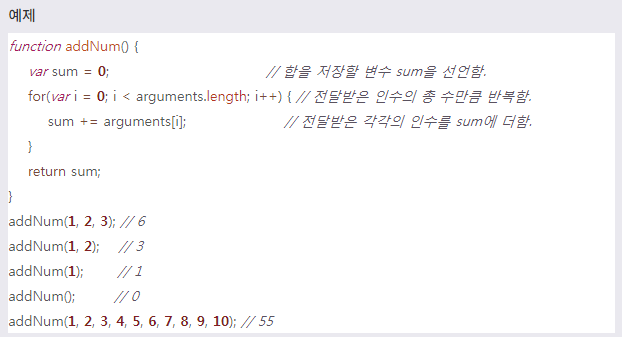 예제
function addNum() {
var sum = 0; // 합을 저장할 변수 sum을 선언함.
for(var i = 0; i < arguments.length; i++) { // 전달받은 인수의 총 수만큼 반복함.
sum += arguments[i]; // 전달받은 각각의 인수를 sum에 더함.
}
return sum;
}
addNum(1, 2, 3); // 6
addNum(1, 2); // 3
addNum(1); // 1
addNum(); // 0
addNum(1, 2, 3, 4, 5, 6, 7, 8, 9, 10); // 55